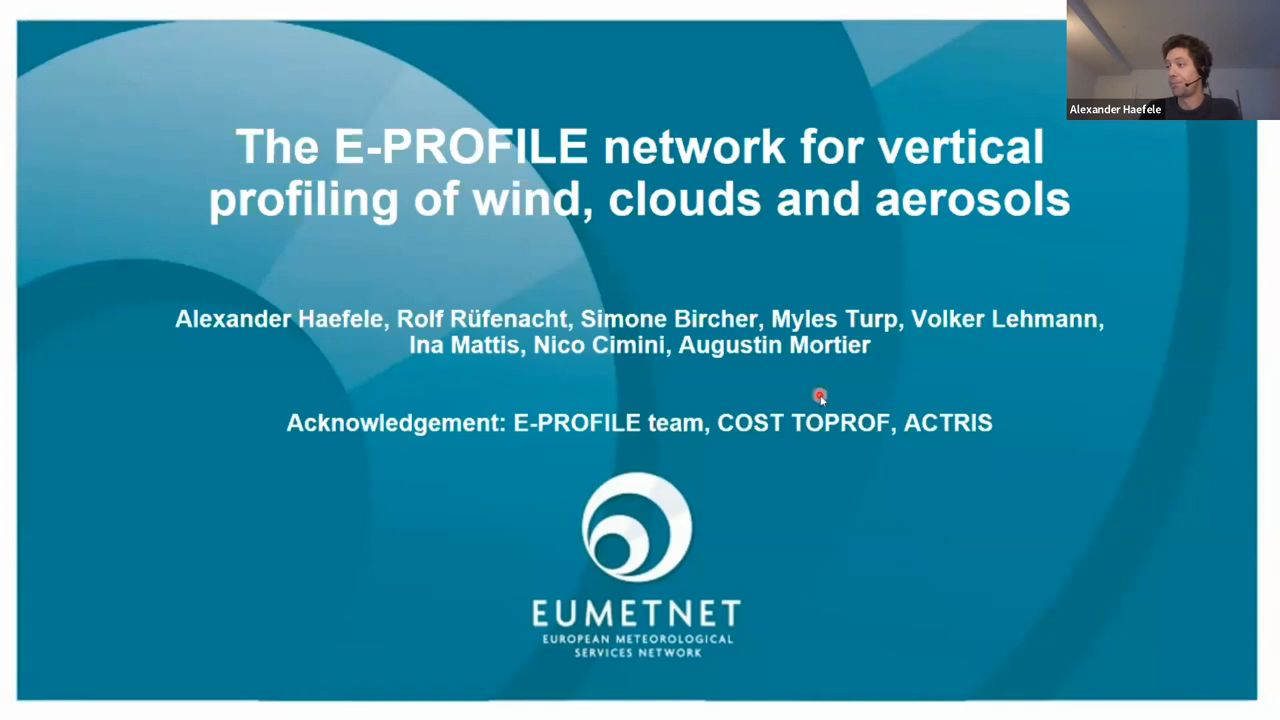 Alexander Haefele
The E-PROFILE network for vertical
profiling of wind, clouds and aerosols
Alexander Haefele, Rolf Rüfenacht, Simone Bircher, Myles Turp, Volker Lehmann,
Ina Mattis, Nico Cimini, Augustin Mortier
Acknowledgement: E-PROFILE team, COST TOPROF, ACTRIS
EUMETNET
EUROPEAN METEOROLOGICAL
SERVICES NETWORK